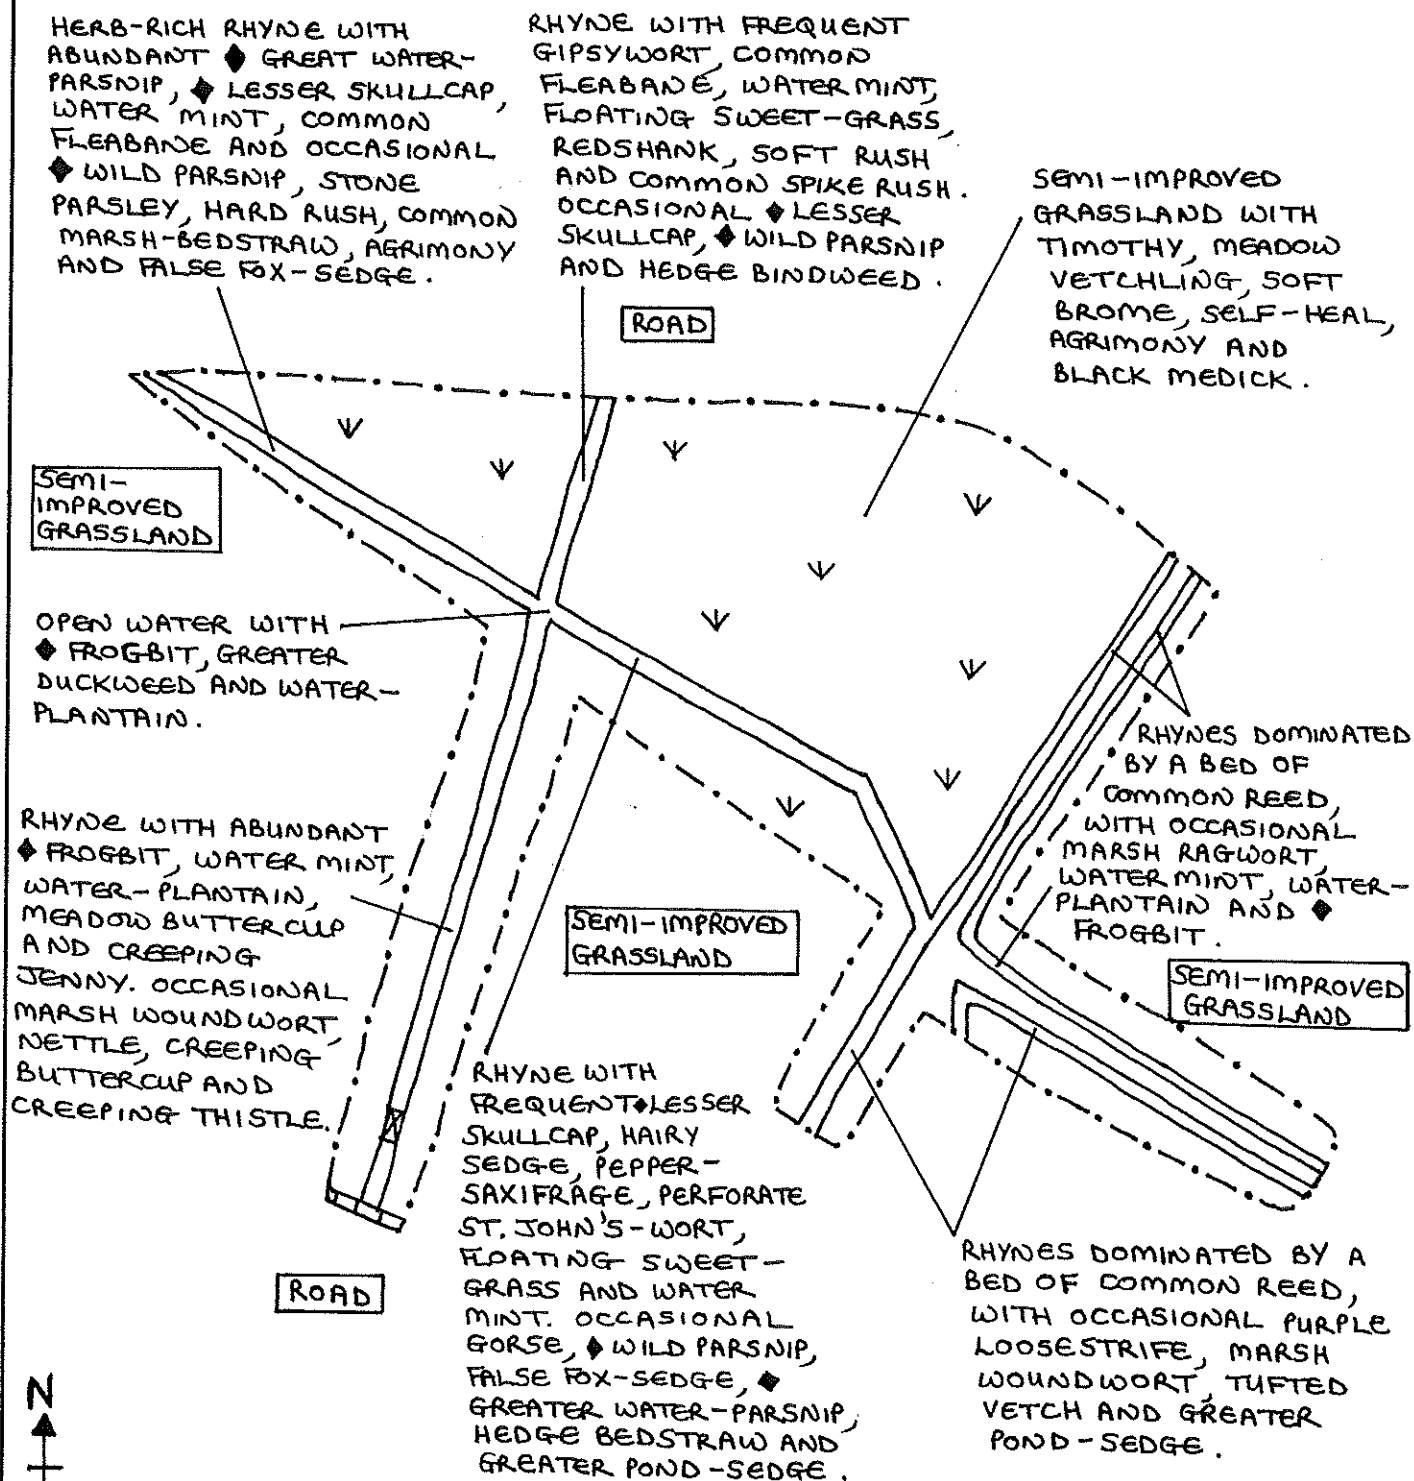 HERB-RICH RHYNE WITH
ABUNDANT ♦ GREAT WATER-
PARSNIP, ♦ LESSER SKULLCAP,
WATER MINT, COMMON
FLEABANE AND OCCASIONAL
♦ WILD PARSNIP, STONE
PARSLEY, HARD RUSH, COMMON
MARSH-BEDSTRAW, AGRIMONY
AND FALSE FOX-SEDGE.
RHYNE WITH FREQUENT
GIPSYWORT, COMMON
FLEABANE, WATER MINT,
FLOATING SWEET-GRASS,
REDSHANK, SOFT RUSH
AND COMMON SPIKE RUSH.
OCCASIONAL ♦ LESSER
SKULLCAP, ♦ WILD PARSNIP
AND HEDGE BINDWEED.
ROAD
SEMI-IMPROVED
GRASSLAND WITH
TIMOTHY, MEADOW
VETCHLING, SOFT
BROME, SELF-HEAL,
AGRIMONY AND
BLACK MEDICK.
SEMI-
IMPROVED
GRASSLAND
OPEN WATER WITH
♦ FROGBIT, GREATER
DUCKWEED AND WATER-
PLANTAIN.
RHYNES DOMINATED
BY A BED OF
COMMON REED,
WITH OCCASIONAL
MARSH RAGWORT,
WATER MINT, WATER-
PLANTAIN AND ♦
FROGBIT.
RHYNE WITH ABUNDANT
♦ FROGBIT, WATER MINT,
WATER-PLANTAIN,
MEADOW BUTTERCUP
AND CREEPING
JENNY. OCCASIONAL
MARSH WOUNDWORT,
NETTLE, CREEPING
BUTTERCUP AND
CREEPING THISTLE.
SEMI-IMPROVED
GRASSLAND
SEMI-IMPROVED
GRASSLAND
RHYNE WITH
FREQUENT ♦ LESSER
SKULLCAP, HAIRY
SEDGE, PEPPER-
SAXIFRAGE, PERFORATE
ST. JOHN'S-WORT,
FLOATING SWEET-
GRASS AND WATER
MINT. OCCASIONAL
GORSE, ♦ WILD PARSNIP,
FALSE FOX-SEDGE, ♦
GREATER WATER-PARSNIP,
HEDGE BEDSTRAW AND
GREATER POND-SEDGE.
RHYNES DOMINATED BY A
BED OF COMMON REED,
WITH OCCASIONAL PURPLE
LOOSESTRIFE, MARSH
WOUNDWORT, TUFTED
VETCH AND GREATER
POND-SEDGE.
ROAD
N